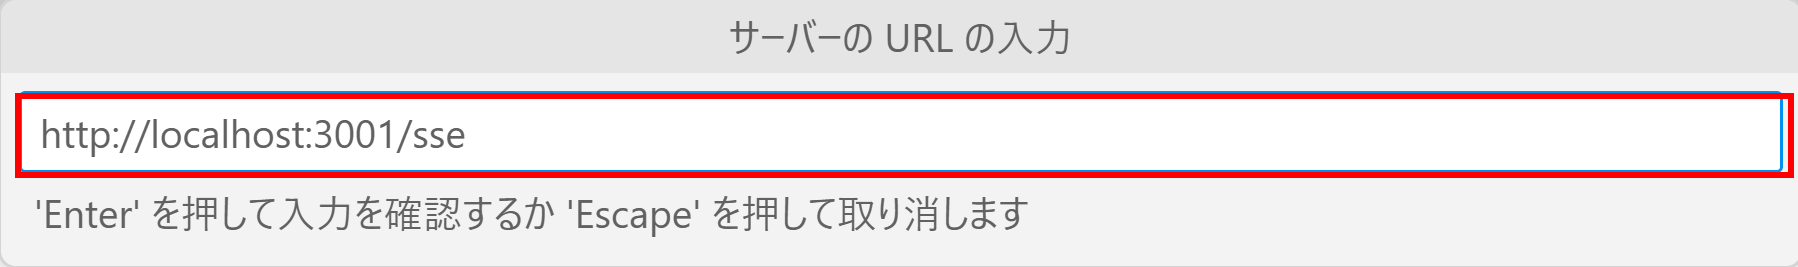 サーバーの URL の入力
http://localhost:3001/sse
'Enter' を押して入力を確認するか 'Escape' を押して取り消します